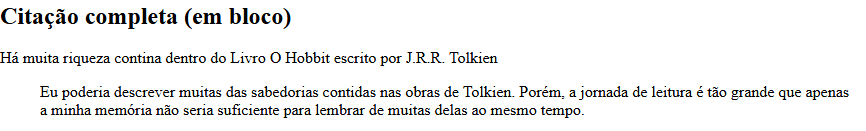 Citação completa (em bloco)
Há muita riqueza contina dentro do Livro O Hobbit escrito por J.R.R. Tolkien
Eu poderia descrever muitas das sabedorias contidas nas obras de Tolkien. Porém, a jornada de leitura é tão grande que apenas
a minha memória não seria suficiente para lembrar de muitas delas ao mesmo tempo.